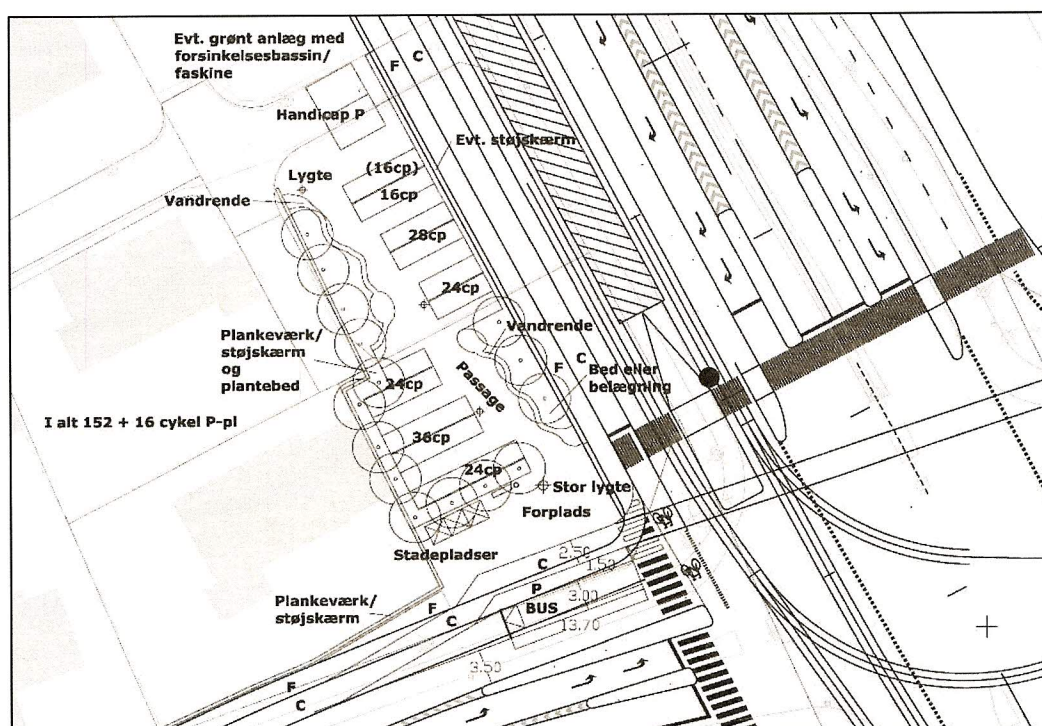 Evt. grønt anlæg med
forsinkelsesbassin/
faskine
F C
Handicap P
Evt. støjskærm
(16cp)
Lygte
16cp
Vandrende
28cp
24cp
Vandrende
Plankeværk/
støjskærm
og
plantebed
F C
Passage
Bed eller
belægning
24cp
I alt 152 + 16 cykel P-pl
36cp
24cp
Stor lygte
Forplads
Stadepladser
2.50
C
1.50
P
Plankeværk/
støjskærm
F
C
3.00
BUS
13.70
3.50
F
C